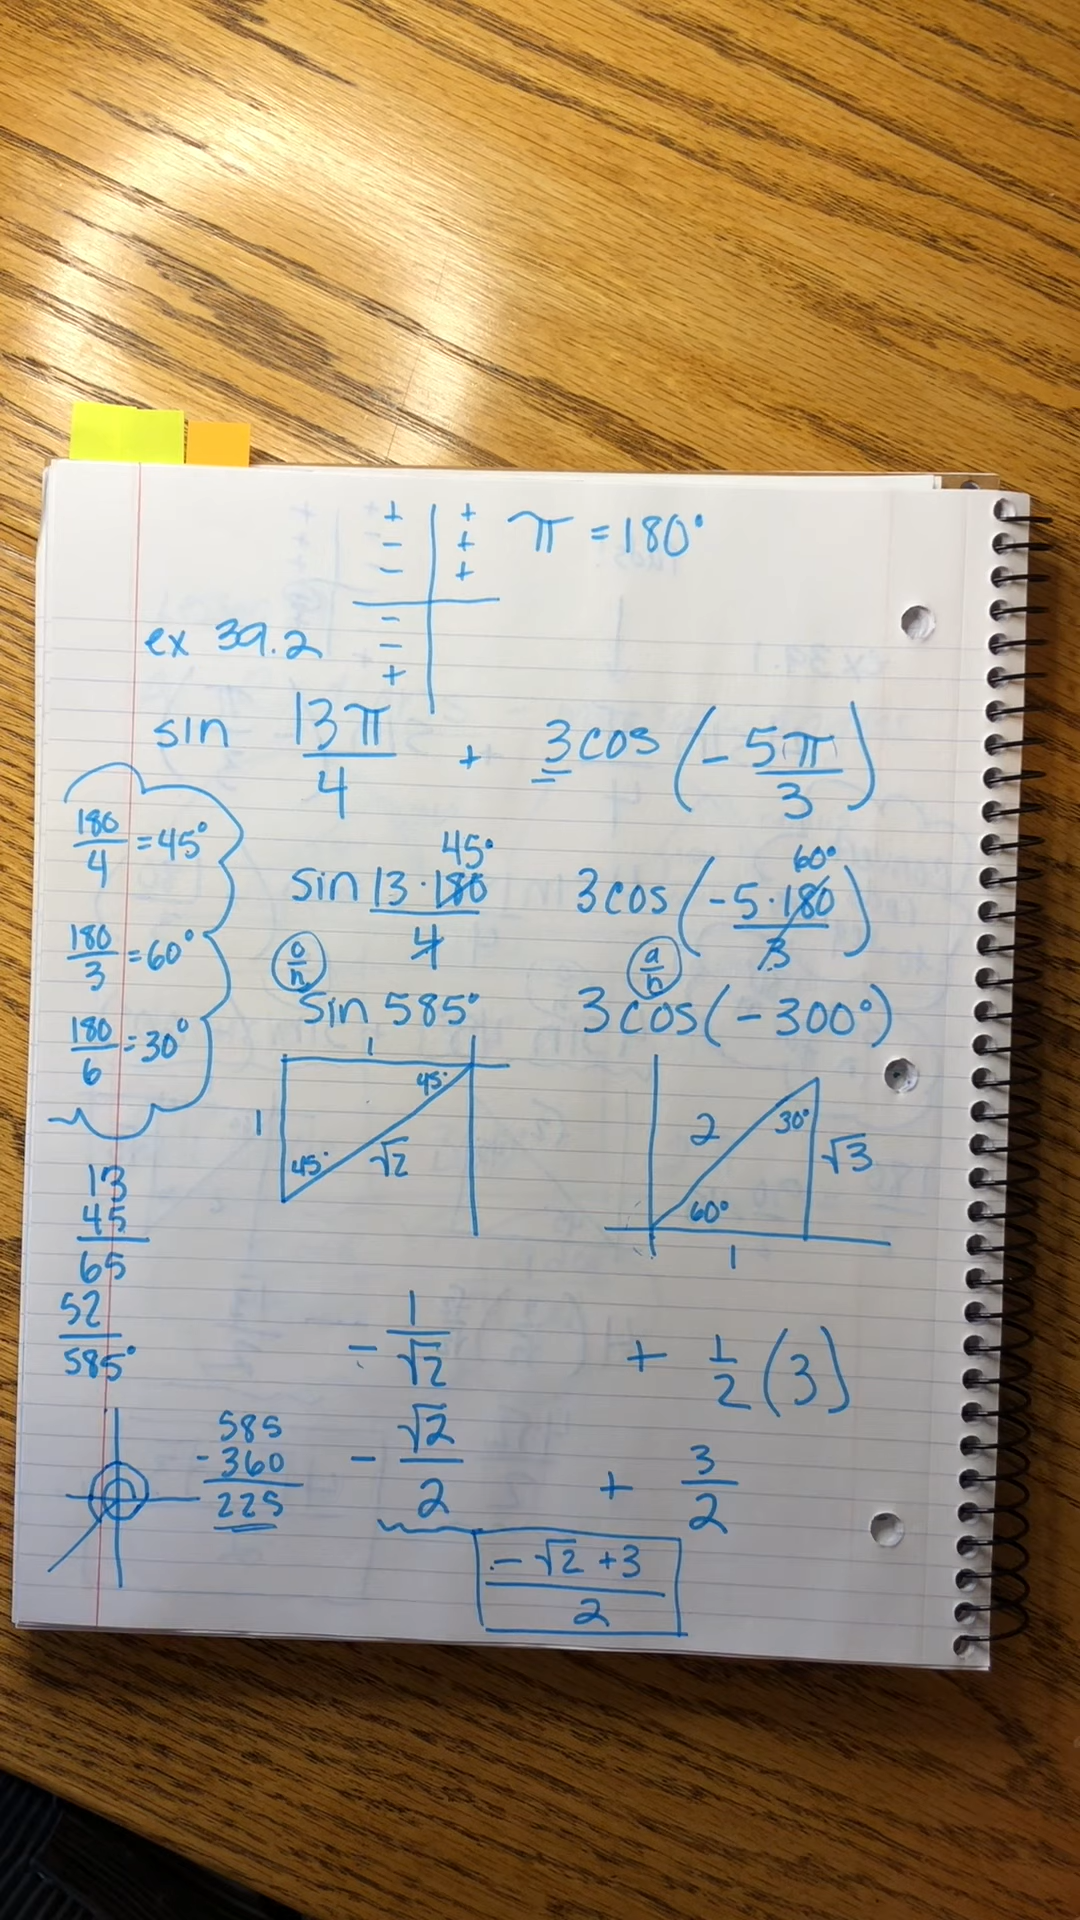 + | + π = 180°
- | +
- | +
-
ex 39.2 -
+
sin 13π/4 + 3cos (- 5π/3)
180/4 = 45°
180/3 = 60°
180/6 = 30°
45°
sin 13·180/4
60°
3cos (-5·180/3)
o/h
sin 585°
a/h
3cos(-300°)
1
45°
1
45°
√2
2
30°
√3
60°
1
13
45
65
52
585°
- 1/√2 + 1/2 (3)
585
-360
225
- √2/2 + 3/2
-√2 +3
2